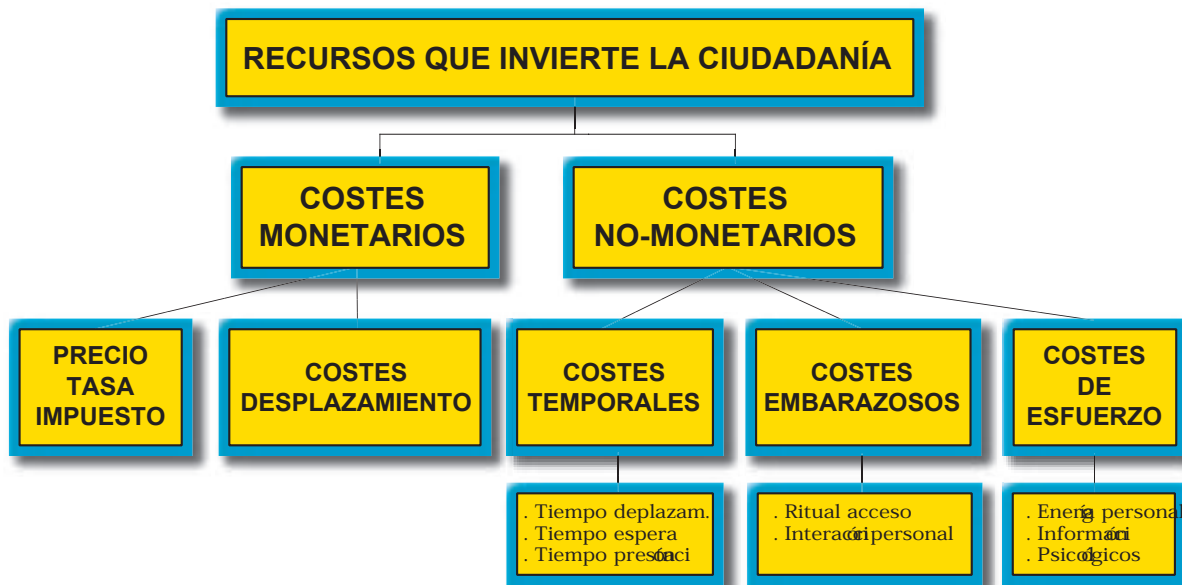 RECURSOS QUE INVIERTE LA CIUDADANÍA
COSTES
MONETARIOS
COSTES
NO-MONETARIOS
PRECIO
TASA
IMPUESTO
COSTES
DESPLAZAMIENTO
COSTES
TEMPORALES
COSTES
EMBARAZOSOS
COSTES
DE
ESFUERZO
. Tiempo deplazam.
. Tiempo espera
. Tiempo
. Ritual acceso
. personal
. personal
.
.